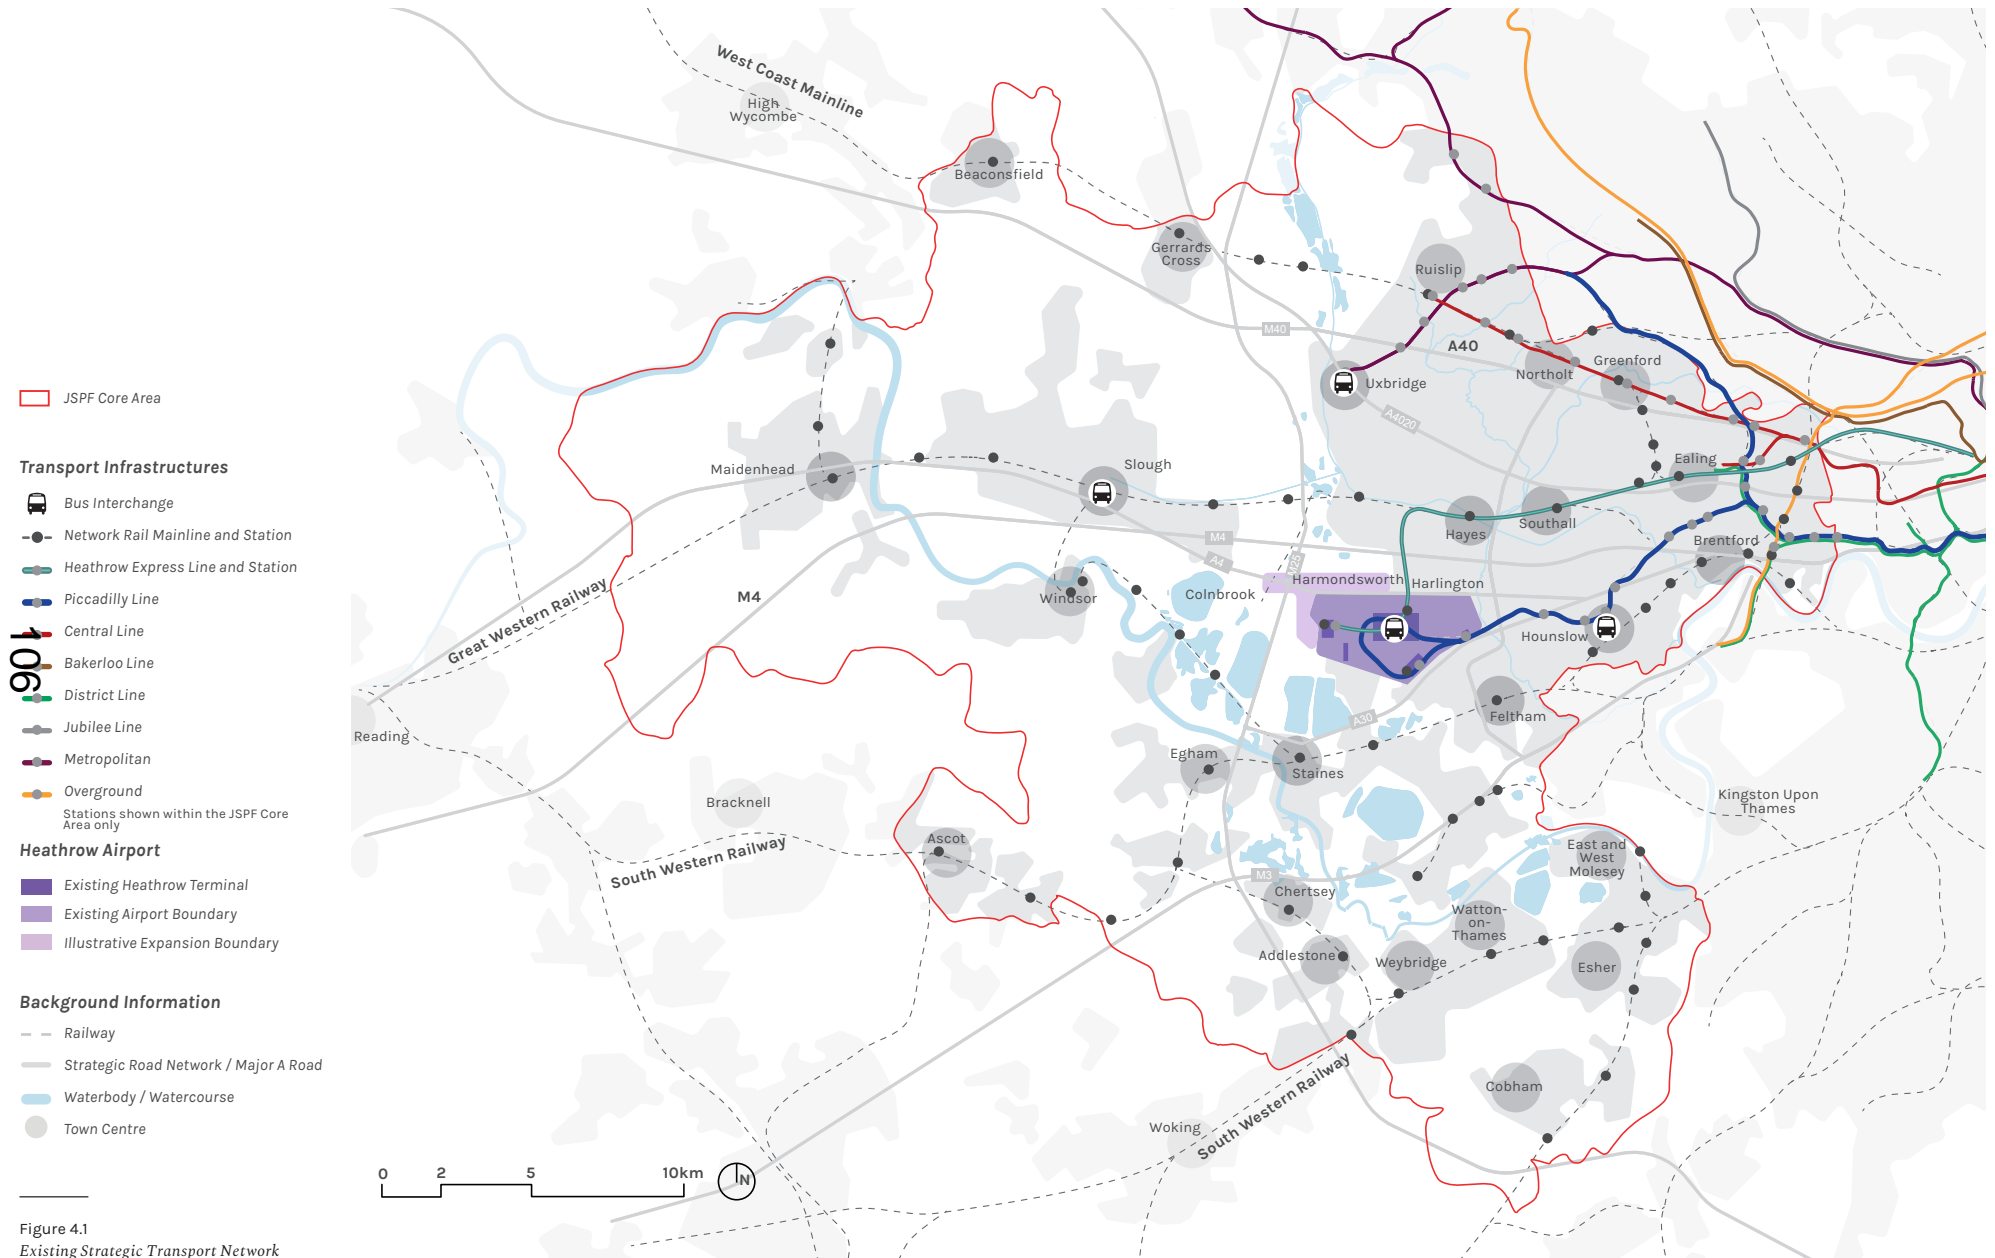 JSPF Core Area
Transport Infrastructures
Bus Interchange
Network Rail Mainline and Station
Heathrow Express Line and Station
Piccadilly Line
Central Line
Bakerloo Line
District Line
Jubilee Line
Metropolitan
Overground
Stations shown within the JSPF Core
Area only
106
Heathrow Airport
Existing Heathrow Terminal
Existing Airport Boundary
Illustrative Expansion Boundary
Background Information
Railway
Strategic Road Network / Major A Road
Waterbody / Watercourse
Town Centre
Figure 4.1
Existing Strategic Transport Network
0
2
5
10km
N
West Coast Mainline
High
Wycombe
Beaconsfield
Gerrards
Cross
Ruislip
M40
A40
Northolt
Greenford
Uxbridge
A4020
Maidenhead
Slough
Ealing
Hayes
Southall
Brentford
M4
A4
M25
M4
Great Western Railway
Windsor
Colnbrook
Harmondsworth
Harlington
Hounslow
Reading
Feltham
A30
Egham
Staines
Bracknell
Kingston Upon
Thames
Ascot
South Western Railway
M3
Chertsey
East and
West
Molesey
Watton-
on-
Thames
Addlestone
Weybridge
Esher
Cobham
Woking
South Western Railway